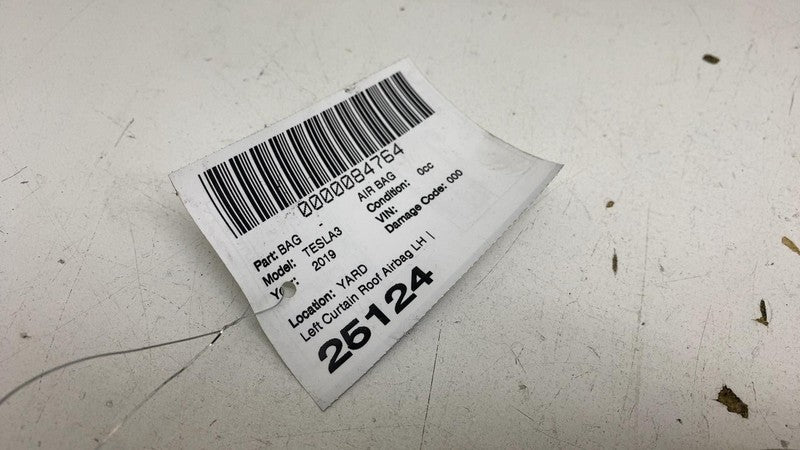 0000084764
Part: BAG - AIR BAG
Model: TESLA3 Condition: 0cc
Year: 2019 VIN:
Damage Code: 000
Location: YARD
Left Curtain Roof Airbag LH \
25124